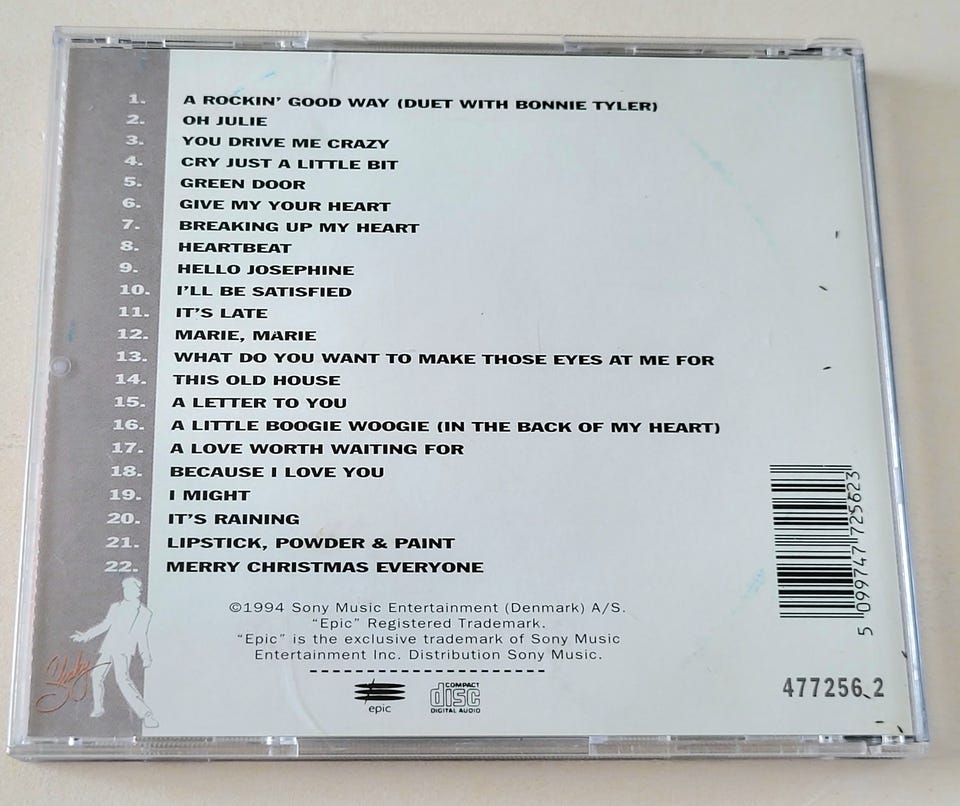 1. A ROCKIN' GOOD WAY (DUET WITH BONNIE TYLER)
2. OH JULIE
3. YOU DRIVE ME CRAZY
4. CRY JUST A LITTLE BIT
5. GREEN DOOR
6. GIVE MY YOUR HEART
7. BREAKING UP MY HEART
8. HEARTBEAT
9. HELLO JOSEPHINE
10. I'LL BE SATISFIED
11. IT'S LATE
12. MARIE, MARIE
13. WHAT DO YOU WANT TO MAKE THOSE EYES AT ME FOR
14. THIS OLD HOUSE
15. A LETTER TO YOU
16. A LITTLE BOOGIE WOOGIE (IN THE BACK OF MY HEART)
17. A LOVE WORTH WAITING FOR
18. BECAUSE I LOVE YOU
19. I MIGHT
20. IT'S RAINING
21. LIPSTICK, POWDER & PAINT
22. MERRY CHRISTMAS EVERYONE
©1994 Sony Music Entertainment (Denmark) A/S.
"Epic" Registered Trademark.
"Epic" is the exclusive trademark of Sony Music
Entertainment Inc. Distribution Sony Music.
epic
COMPACT
disc
DIGITAL AUDIO
5 099747 725623
477256 2
Shaky